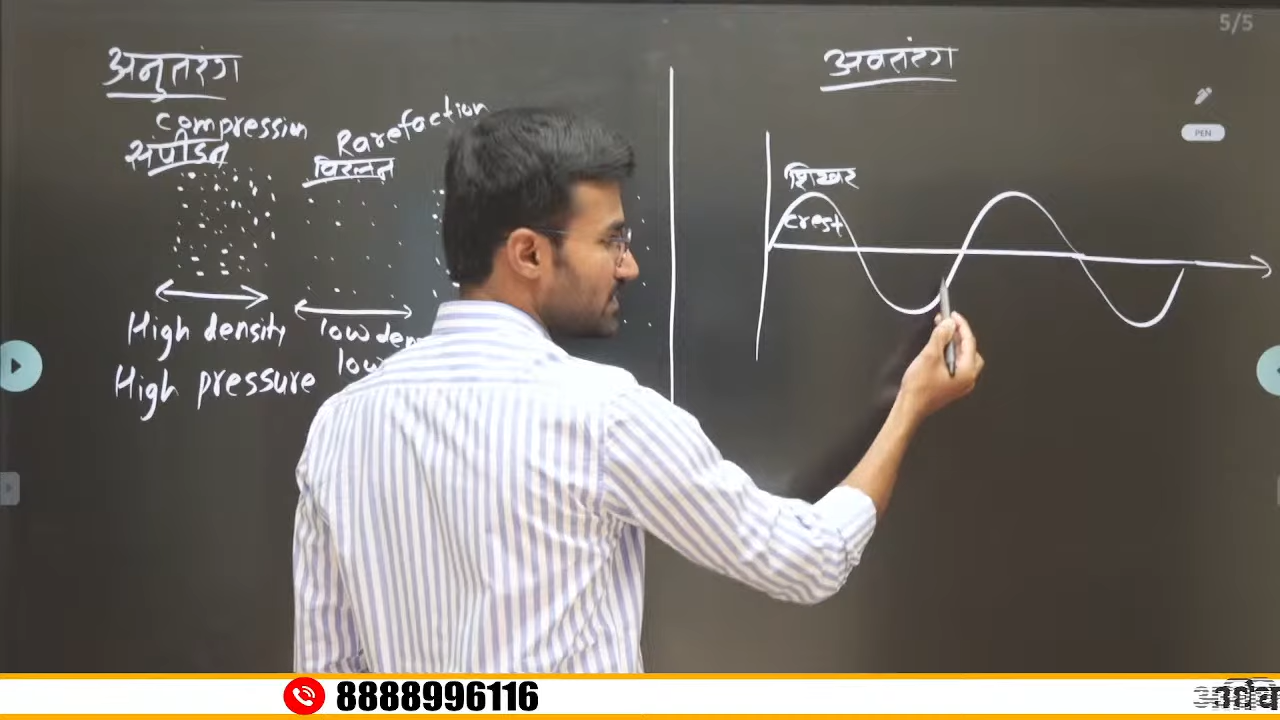 5/5
अनुतरंग
compression
संपीडन
Rarefaction
विरलन
High density
High pressure
low den
low
अवतरंग
शिखर
crest
PEN
8888996116